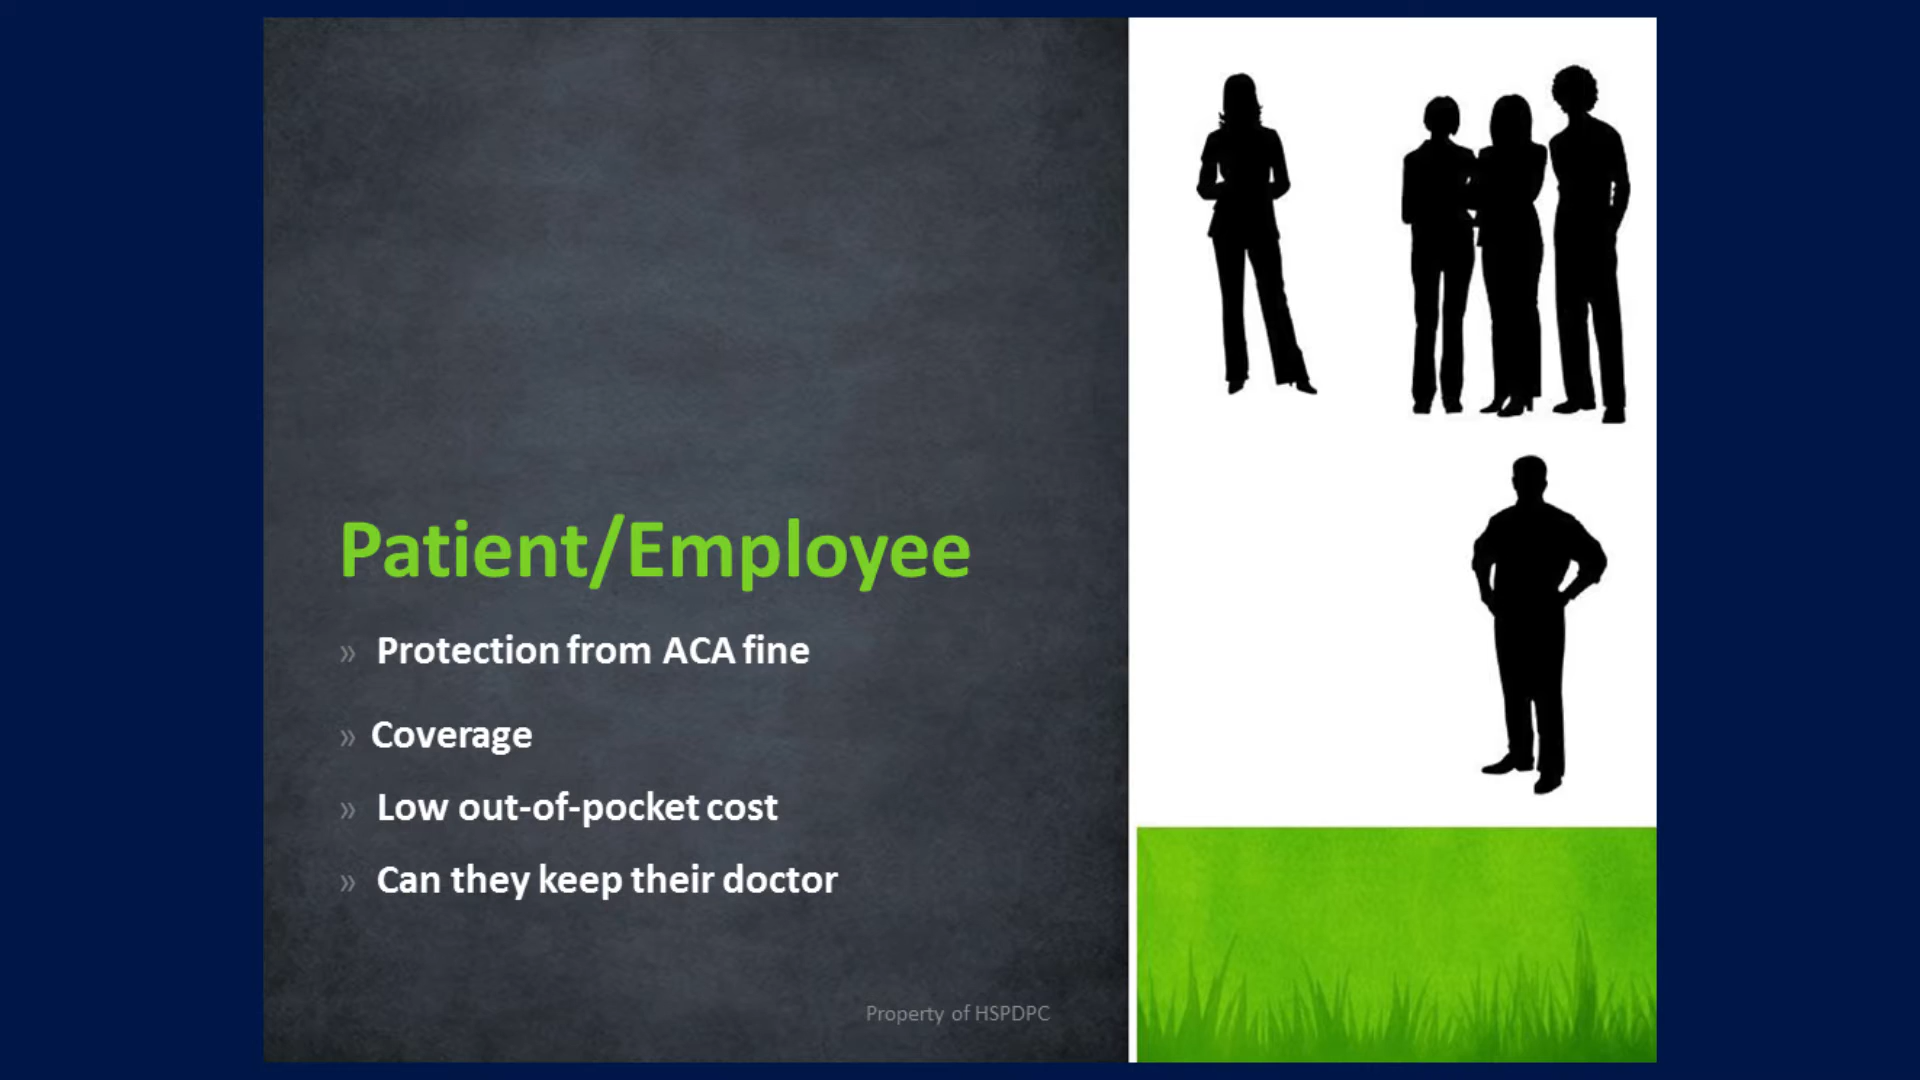 Patient/Employee
» Protection from ACA fine
» Coverage
» Low out-of-pocket cost
» Can they keep their doctor
Property of HSPDPC